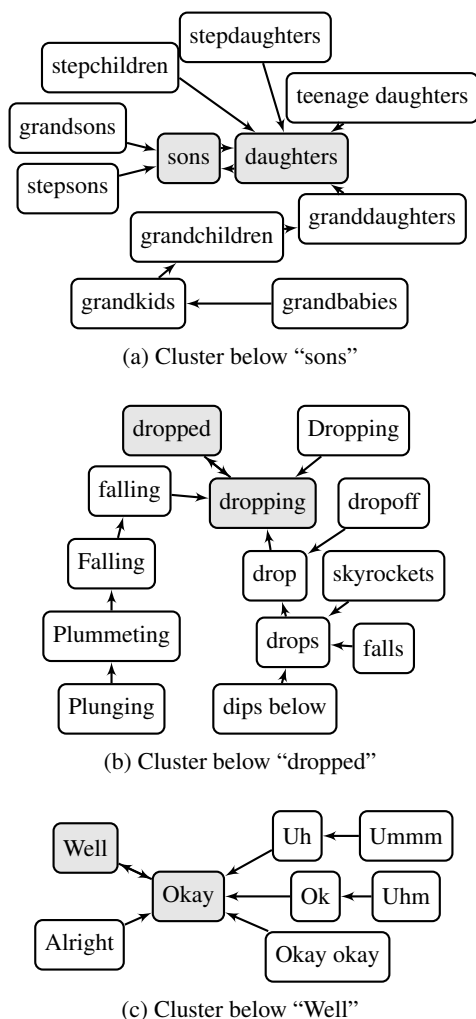 stepdaughters
stepchildren
teenage daughters
grandsons
sons
daughters
stepsons
granddaughters
grandchildren
grandkids
grandbabies
(a) Cluster below “sons”
dropped
Dropping
falling
dropping
dropoff
Falling
drop
skyrockets
Plummeting
drops
falls
Plunging
dips below
(b) Cluster below “dropped”
Well
Uh
Ummm
Okay
Ok
Uhm
Alright
Okay okay
(c) Cluster below “Well”